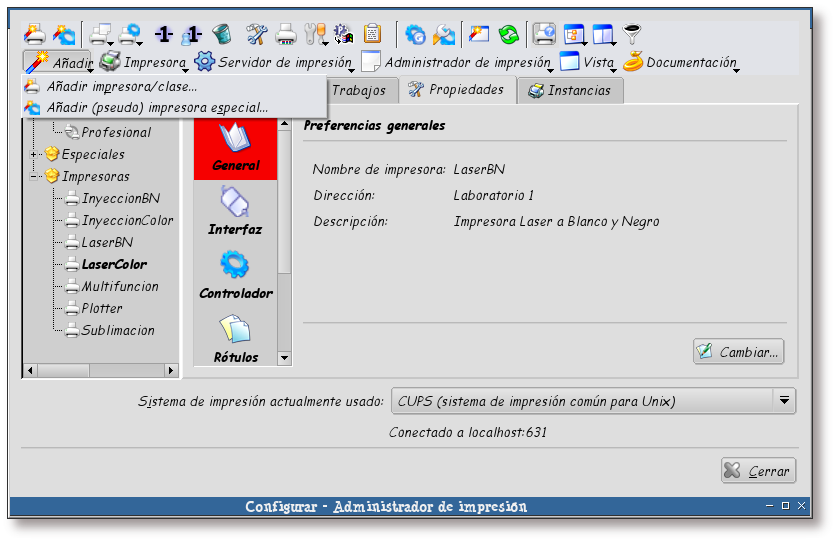 Añadir Impresora Servidor de impresión Administrador de impresión Vista Documentación
Añadir impresora/clase...
Añadir (pseudo) impresora especial...
Trabajos Propiedades Instancias
Profesional
Especiales
Impresoras
InyeccionBN
InyeccionColor
LaserBN
LaserColor
Multifuncion
Plotter
Sublimacion
General
Interfaz
Controlador
Rótulos
Preferencias generales
Nombre de impresora: LaserBN
Dirección: Laboratorio 1
Descripción: Impresora Laser a Blanco y Negro
Cambiar...
Sistema de impresión actualmente usado: CUPS (sistema de impresión común para Unix)
Conectado a localhost:631
Cerrar
Configurar - Administrador de impresión